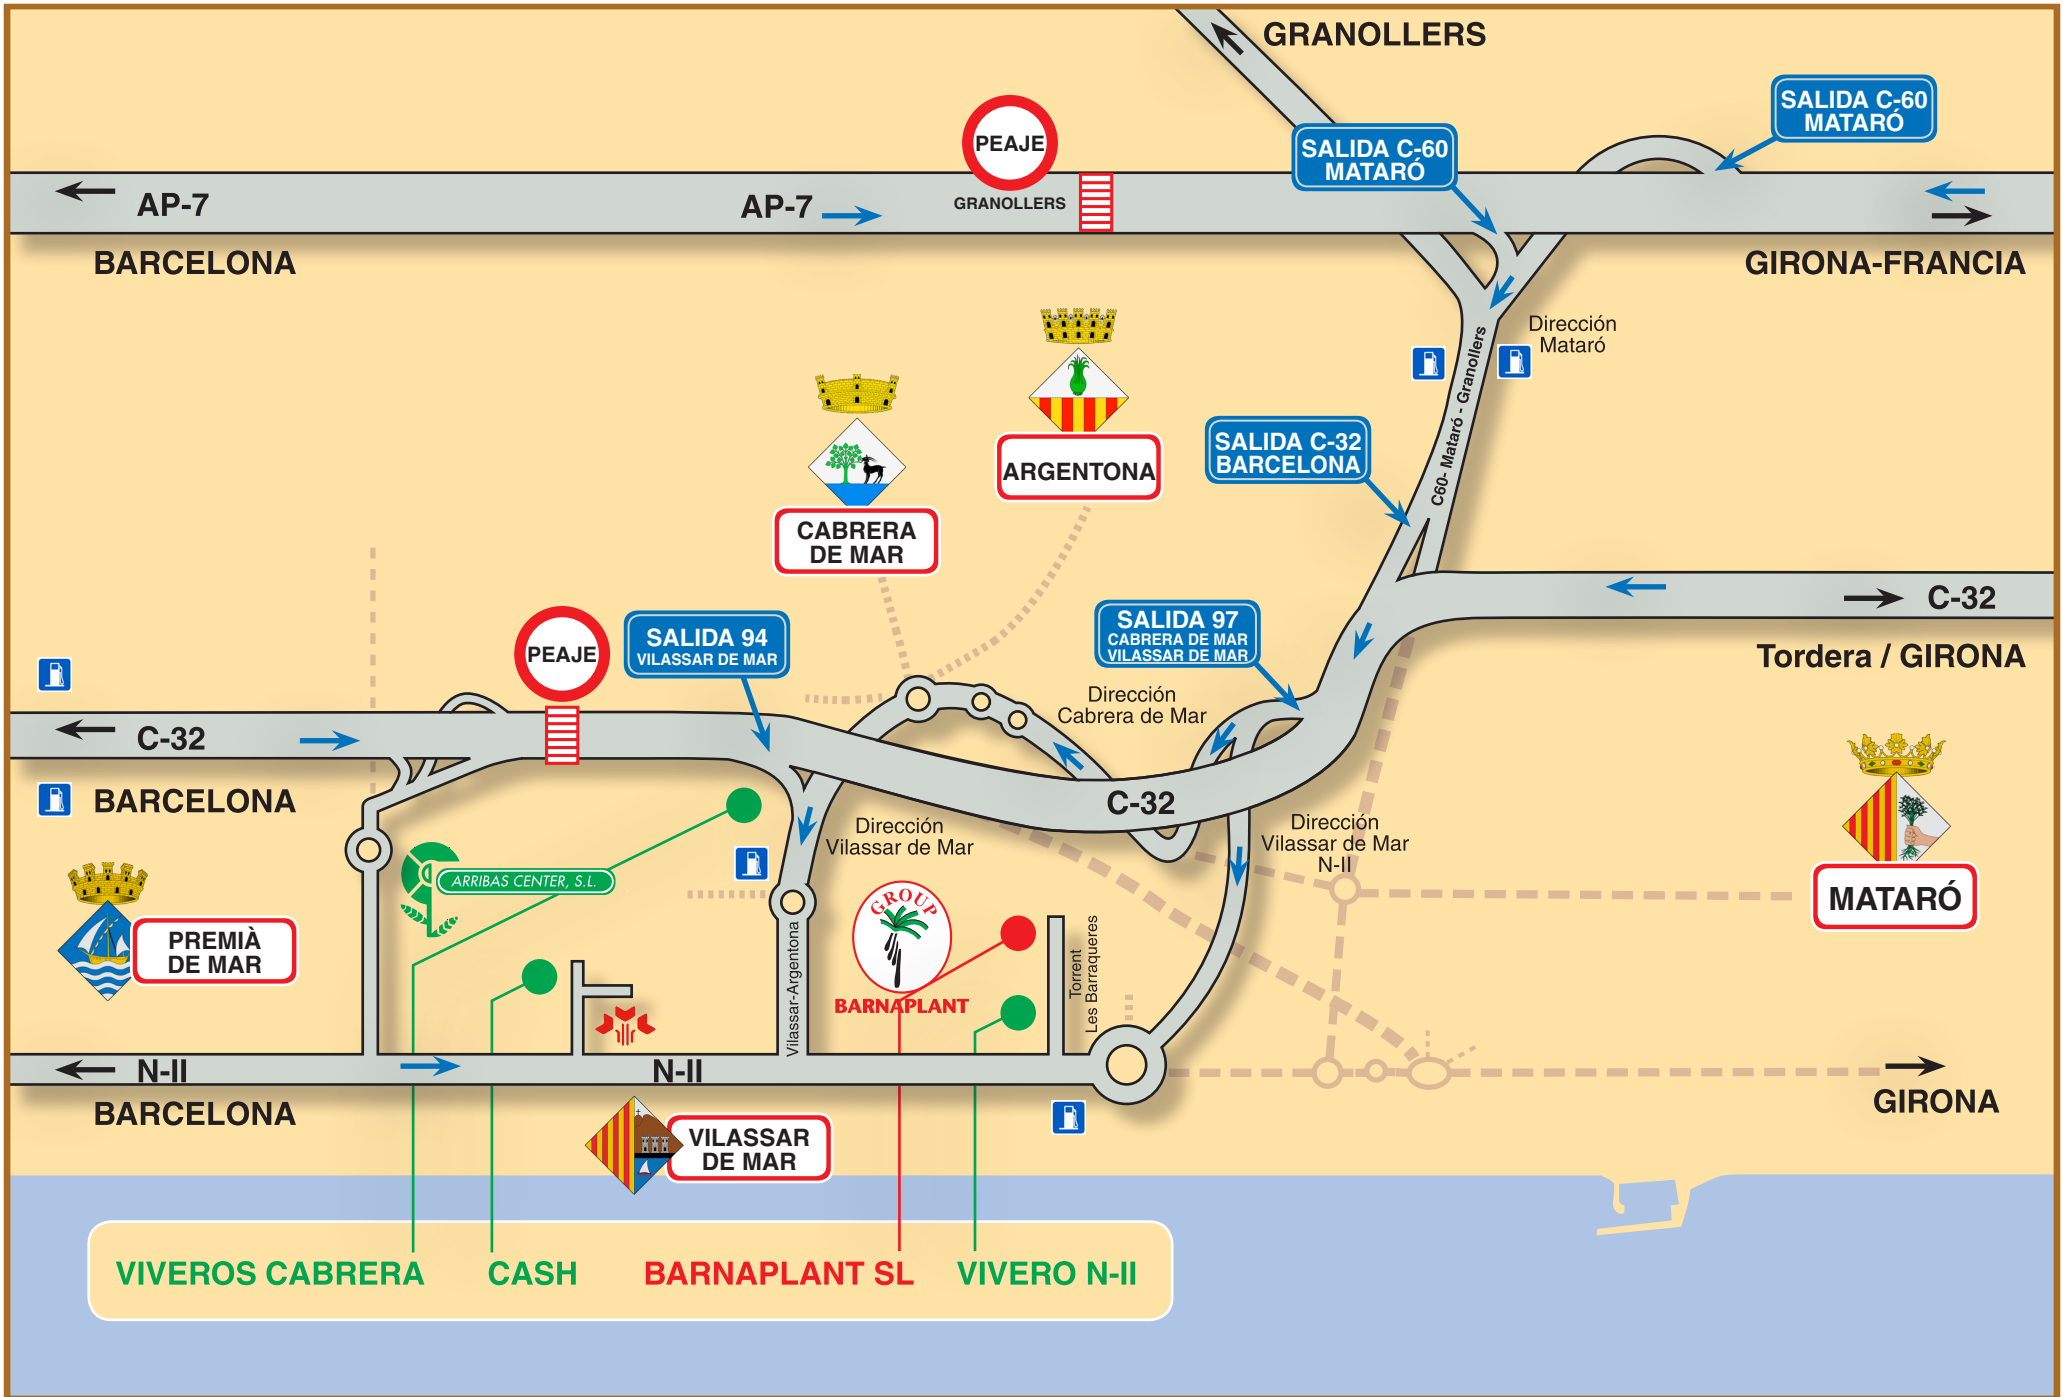 GRANOLLERS
SALIDA C-60
MATARÓ
PEAJE
SALIDA C-60
MATARÓ
AP-7
AP-7
GRANOLLERS
BARCELONA
GIRONA-FRANCIA
Dirección
Mataró
C60- Mataró - Granollers
ARGENTONA
SALIDA C-32
BARCELONA
CABRERA
DE MAR
C-32
Tordera / GIRONA
PEAJE
SALIDA 94
VILASSAR DE MAR
SALIDA 97
CABRERA DE MAR
VILASSAR DE MAR
Dirección
Cabrera de Mar
C-32
BARCELONA
C-32
Dirección
Vilassar de Mar
Dirección
Vilassar de Mar
N-II
ARRIBAS CENTER, S.L.
MATARÓ
GROUP
BARNAPLANT
PREMIÀ
DE MAR
Vilassar-Argentona
Torrent
Les Barraqueres
N-II
N-II
BARCELONA
GIRONA
VILASSAR
DE MAR
VIVEROS CABRERA
CASH
BARNAPLANT SL
VIVERO N-II